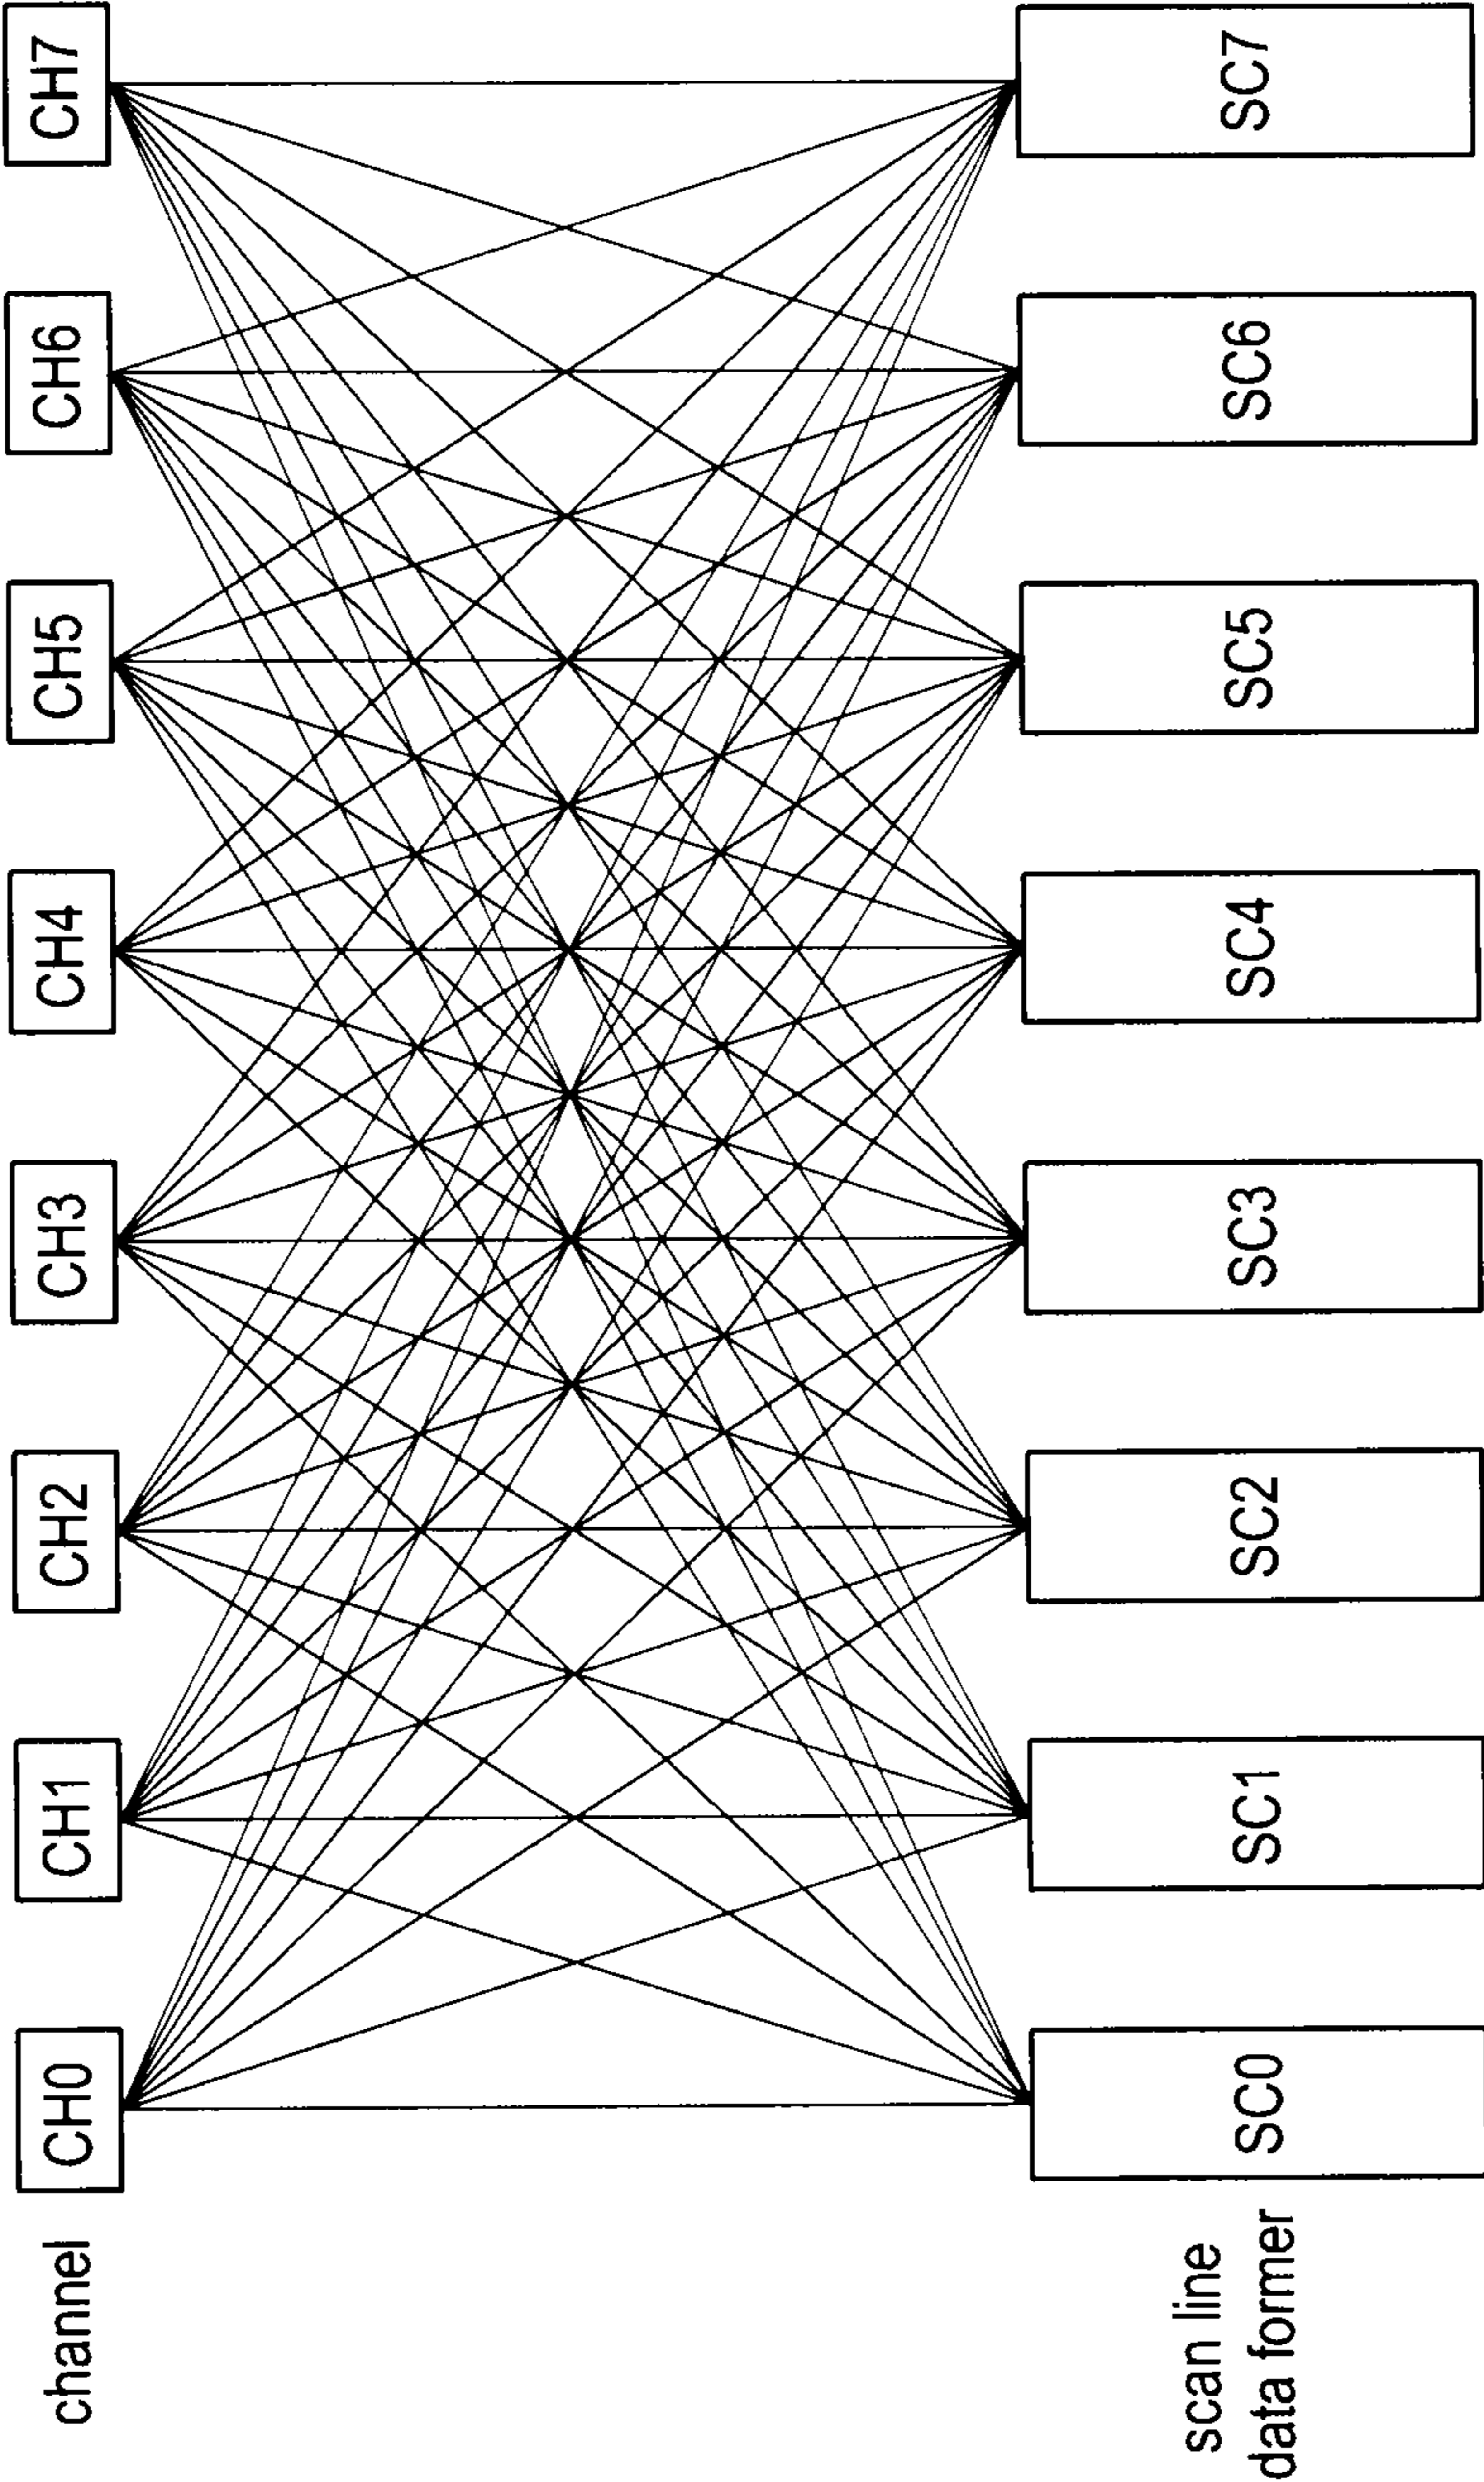 channel
CH0
CH1
CH2
CH3
CH4
CH5
CH6
CH7
scan line
data former
SC0
SC1
SC2
SC3
SC4
SC5
SC6
SC7